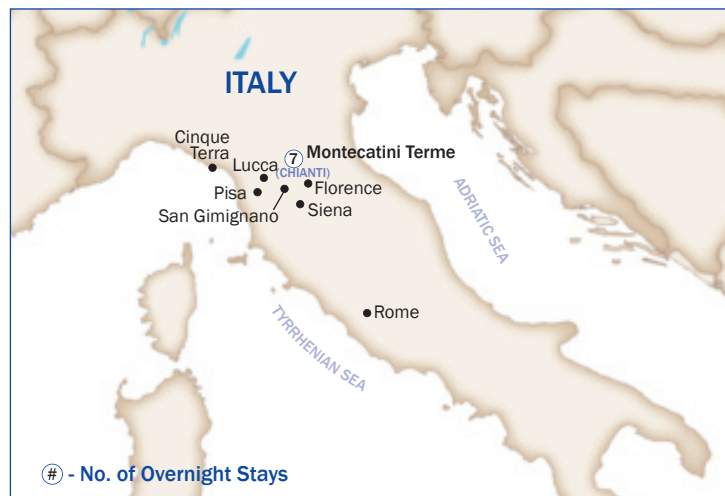 ITALY
Cinque
Terra
7 Montecatini Terme
Lucca
(CHIANTI)
Pisa
Florence
San Gimignano
Siena
ADRIATIC SEA
TYRRHENIAN SEA
Rome
# - No. of Overnight Stays